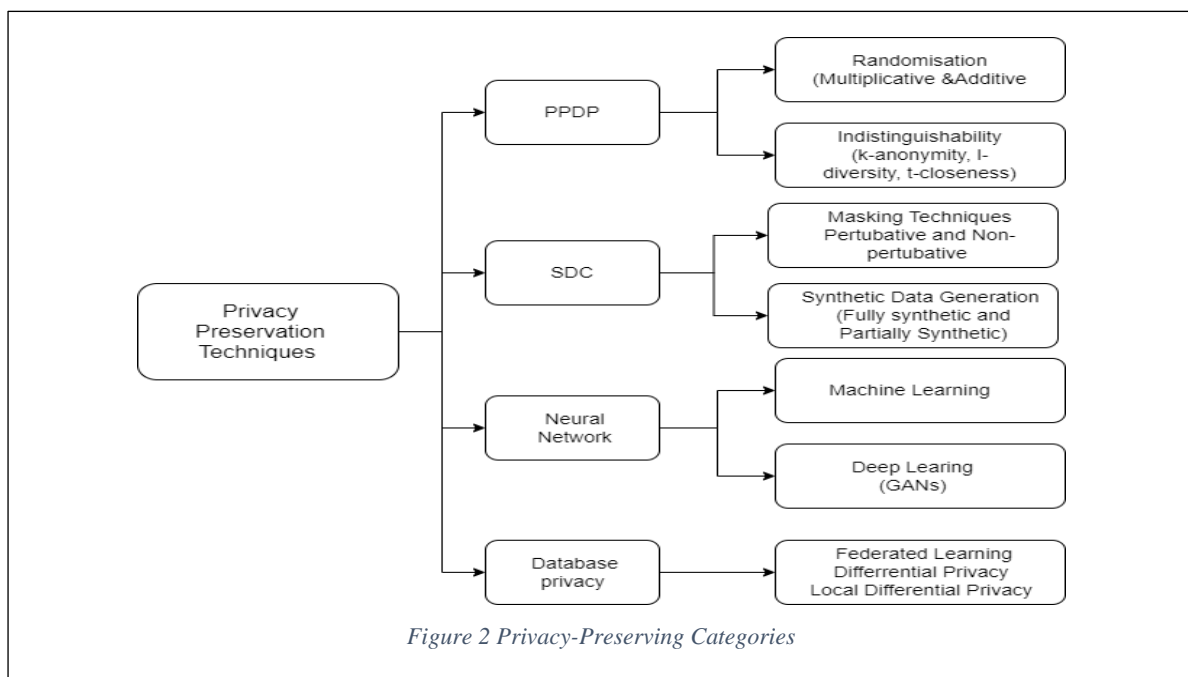 Randomisation
(Multiplicative &Additive
PPDP
Indistinguishability
(k-anonymity, l-
diversity, t-closeness)
Masking Techniques
Pertubative and Non-
pertubative
SDC
Synthetic Data Generation
(Fully synthetic and
Partially Synthetic)
Privacy
Preservation
Techniques
Machine Learning
Neural
Network
Deep Learing
(GANs)
Database
privacy
Federated Learning
Differrential Privacy
Local Differential Privacy
Figure 2 Privacy-Preserving Categories